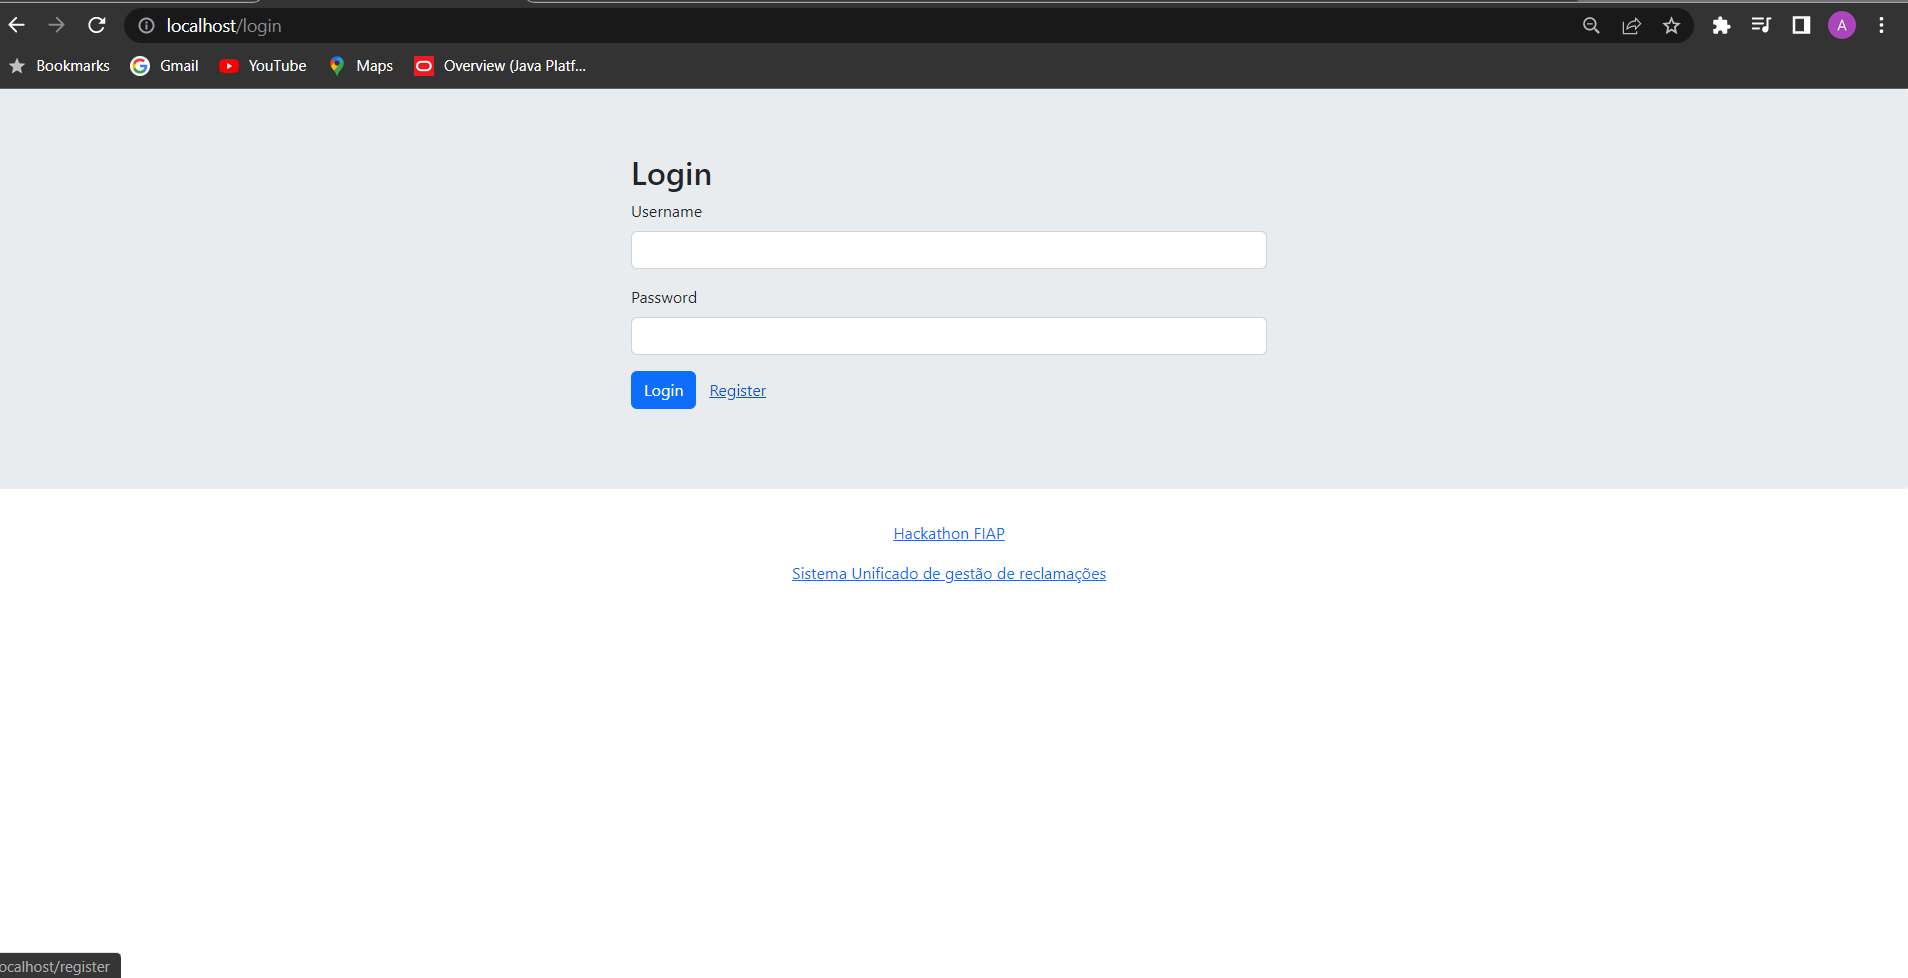 localhost/login
A
Bookmarks Gmail YouTube Maps Overview (Java Platf...
Login
Username
Password
Login Register
Hackathon FIAP
Sistema Unificado de gestão de reclamações
ocalhost/register